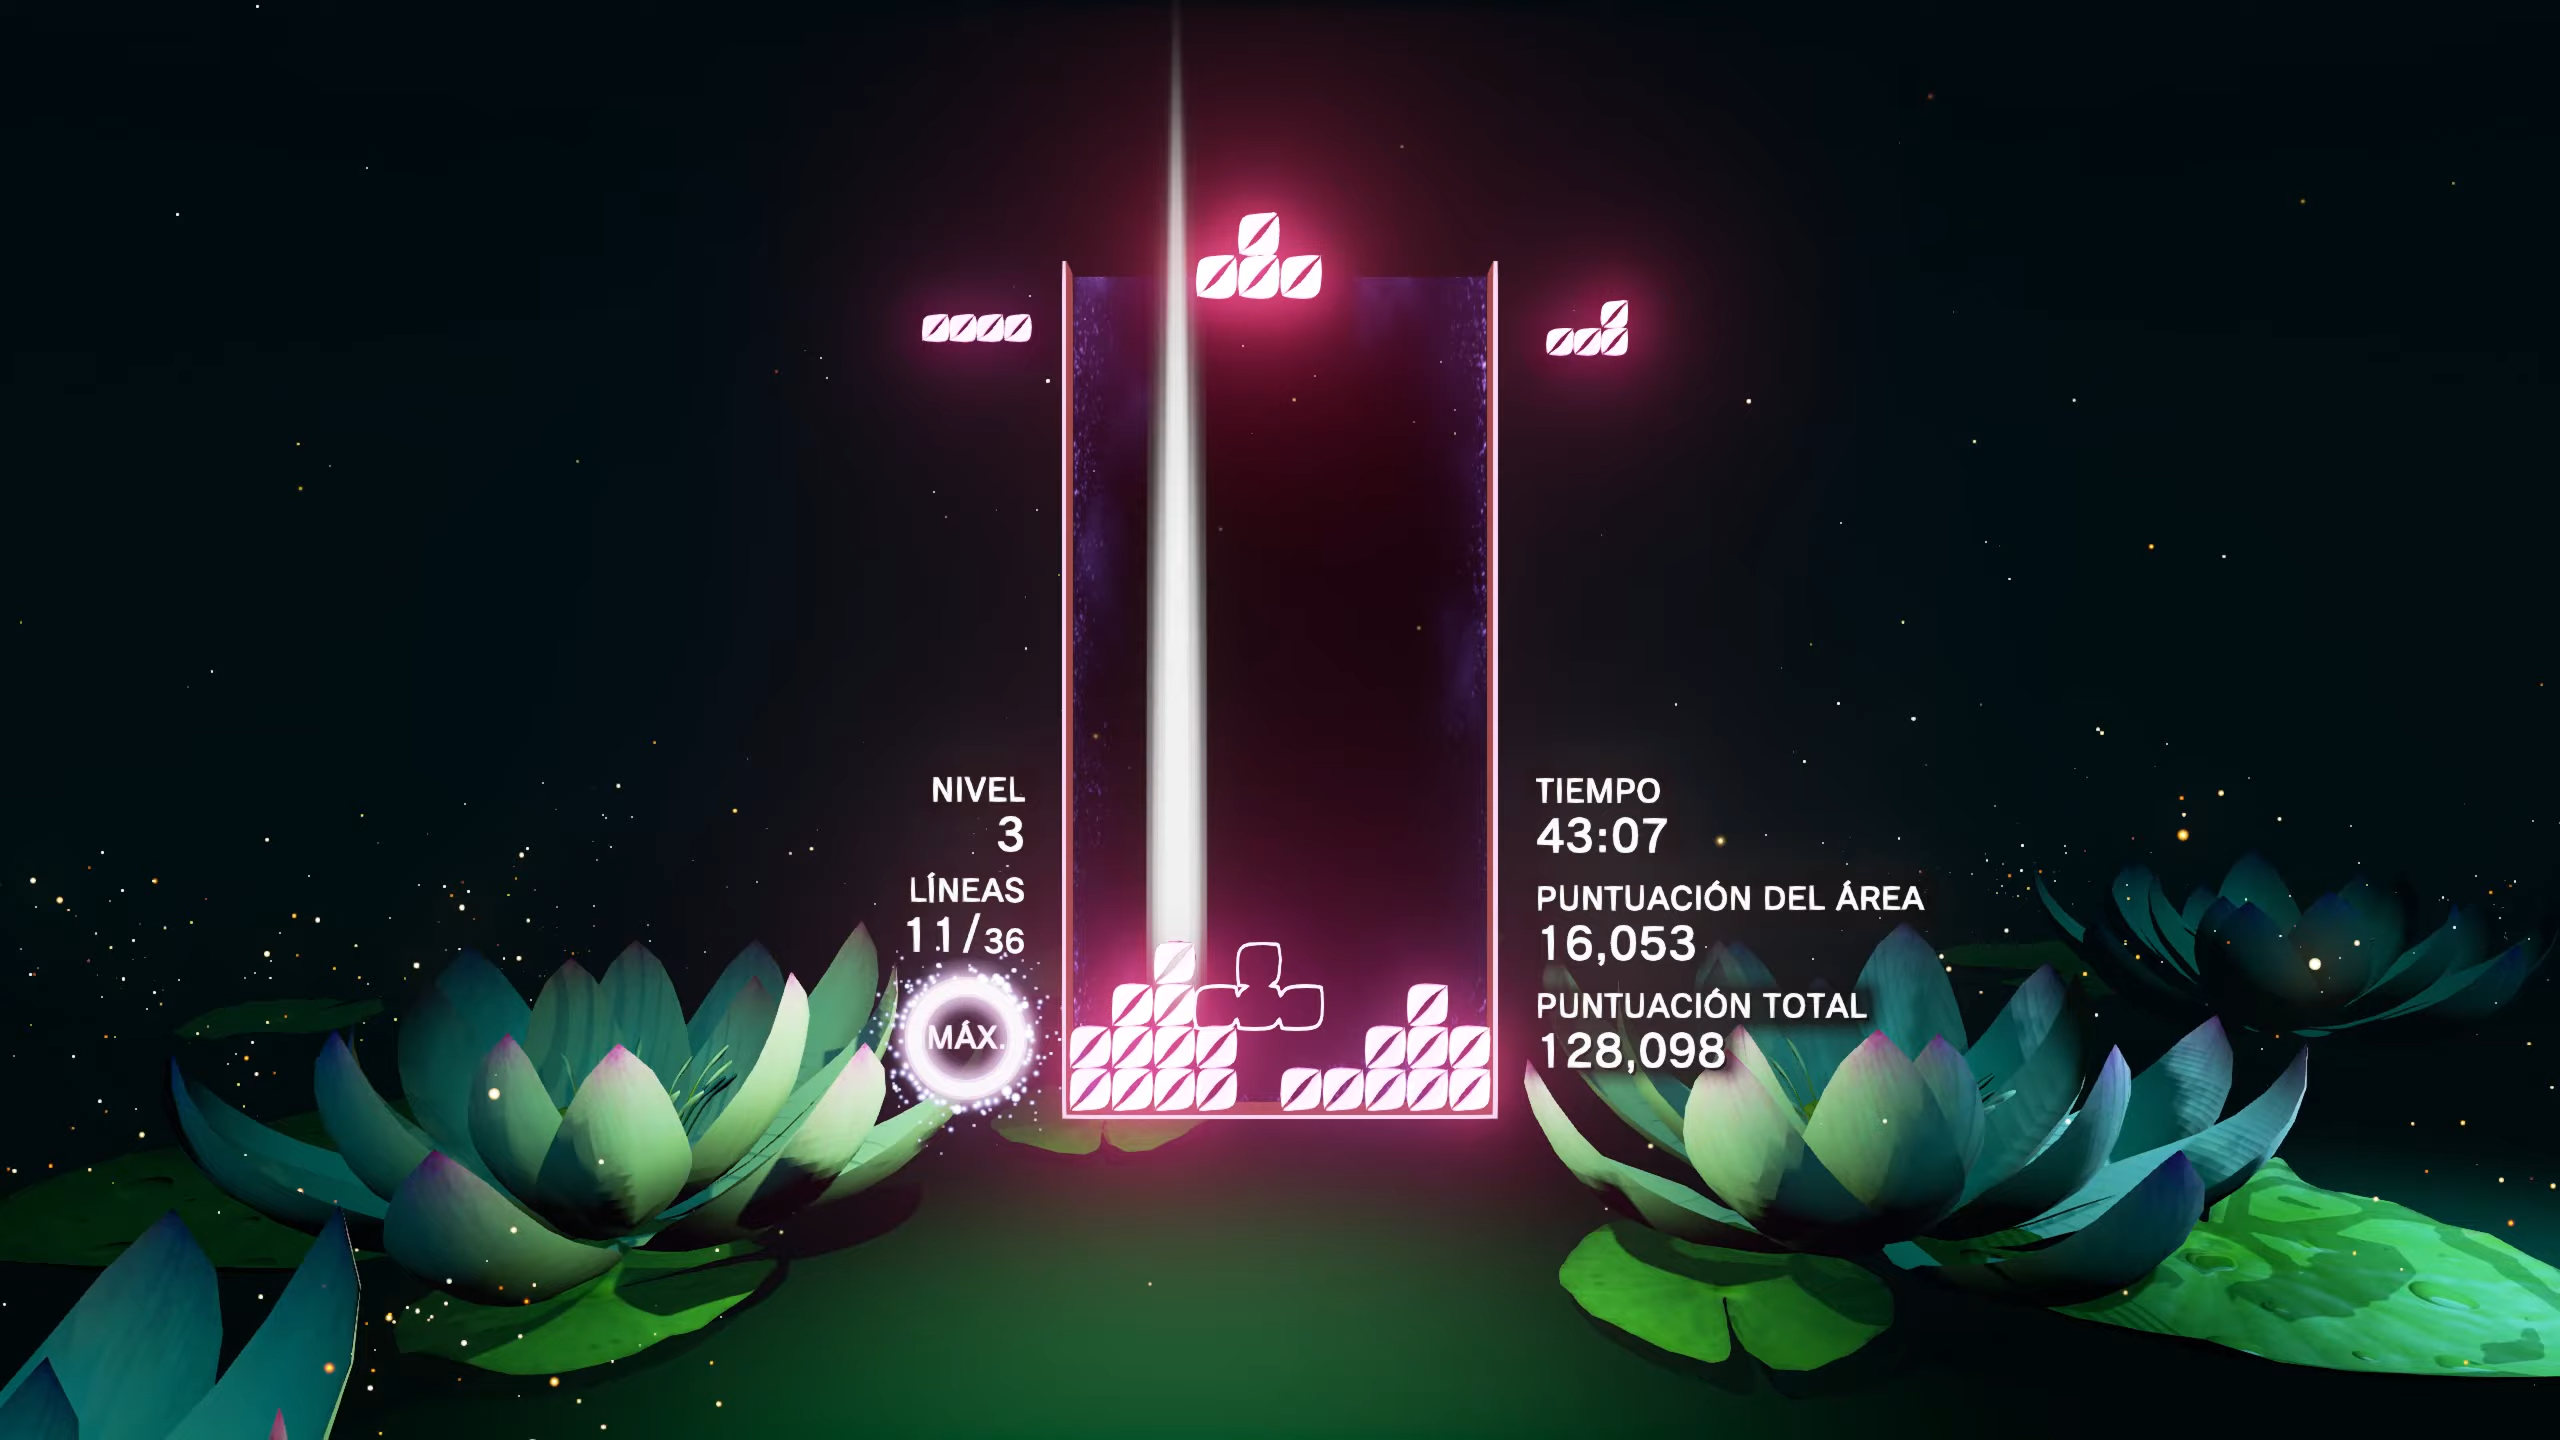 NIVEL
3
LÍNEAS
11/36
MÁX.
TIEMPO
43:07
PUNTUACIÓN DEL ÁREA
16,053
PUNTUACIÓN TOTAL
128,098